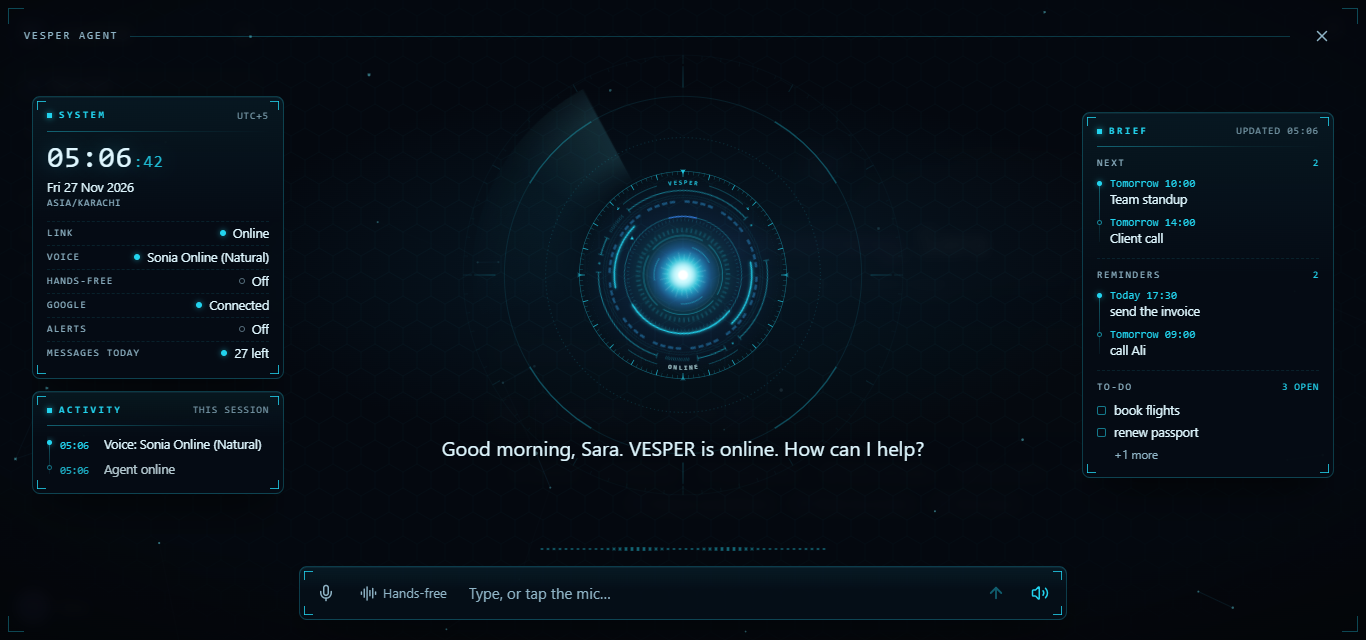 VESPER AGENT
SYSTEM UTC+5
05:06:42
Fri 27 Nov 2026
ASIA/KARACHI
LINK Online
VOICE Sonia Online (Natural)
HANDS-FREE Off
GOOGLE Connected
ALERTS Off
MESSAGES TODAY 27 left
ACTIVITY THIS SESSION
05:06 Voice: Sonia Online (Natural)
05:06 Agent online
VESPER
ONLINE
Good morning, Sara. VESPER is online. How can I help?
BRIEF UPDATED 05:06
NEXT 2
Tomorrow 10:00
Team standup
Tomorrow 14:00
Client call
REMINDERS 2
Today 17:30
send the invoice
Tomorrow 09:00
call Ali
TO-DO 3 OPEN
book flights
renew passport
+1 more
Hands-free Type, or tap the mic...